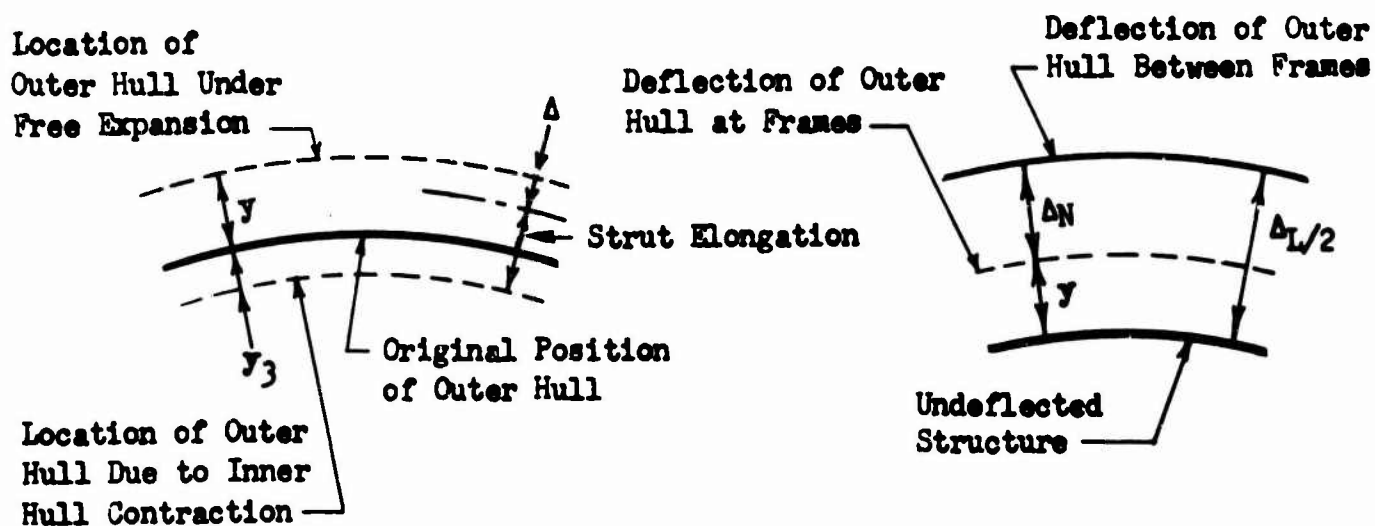 Location of
Outer Hull Under
Free Expansion
Δ
y
Strut Elongation
Original Position
of Outer Hull
y3
Location of Outer
Hull Due to Inner
Hull Contraction
Deflection of Outer
Hull at Frames
Deflection of Outer
Hull Between Frames
ΔN
ΔL/2
y
Undeflected
Structure